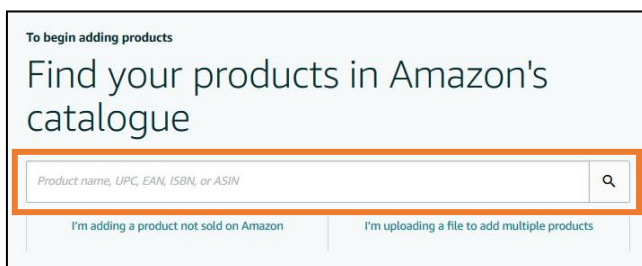 To begin adding products
Find your products in Amazon's
catalogue
Product name, UPC, EAN, ISBN, or ASIN
I'm adding a product not sold on Amazon
I'm uploading a file to add multiple products